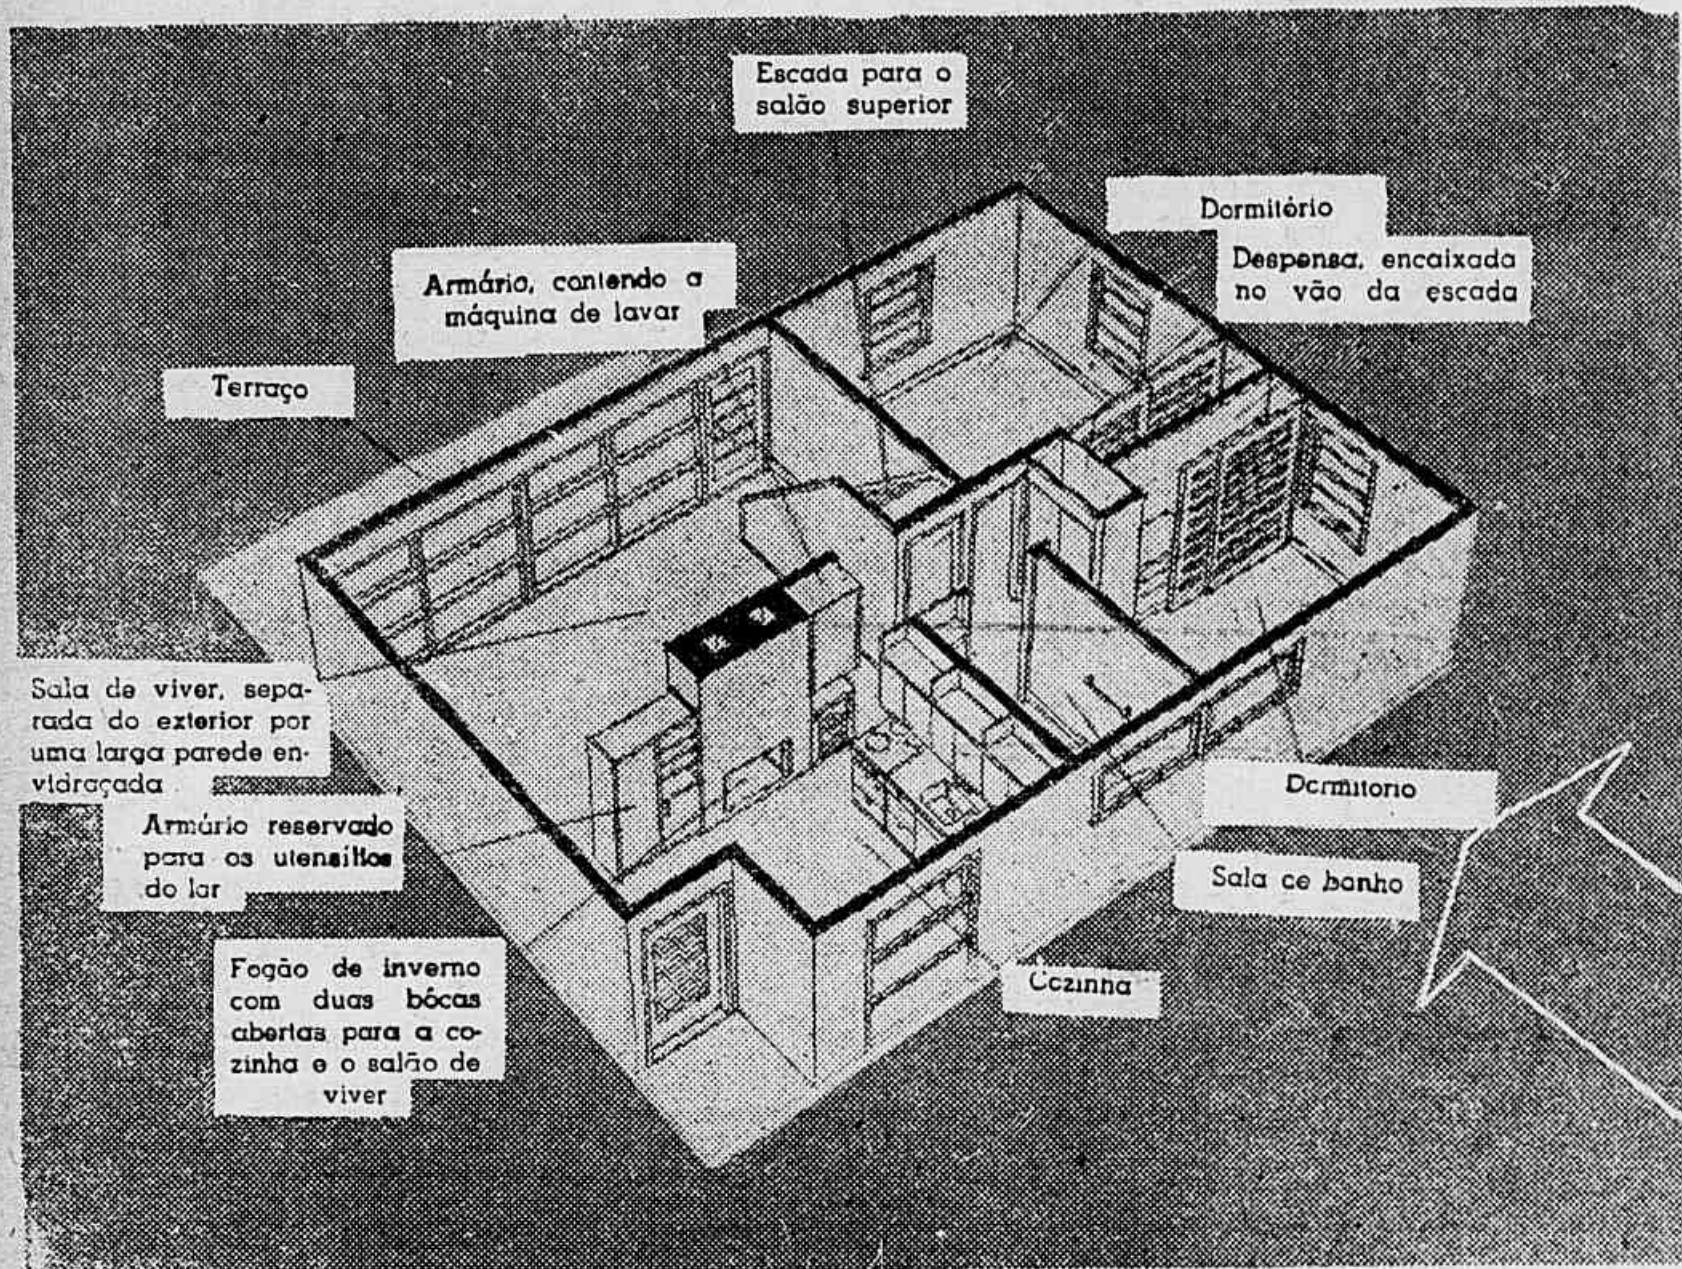 Escada para o
salão superior
Dormitório
Despensa, encaixada
no vão da escada
Armário, contendo a
máquina de lavar
Terraço
Sala de viver, sepa-
rada do exterior por
uma larga parede en-
vidraçada
Armário reservado
para os utensílios
do lar
Fogão de inverno
com duas bôcas
abertas para a co-
zinha e o salão de
viver
Dormitorio
Sala ce banho
Cozinha